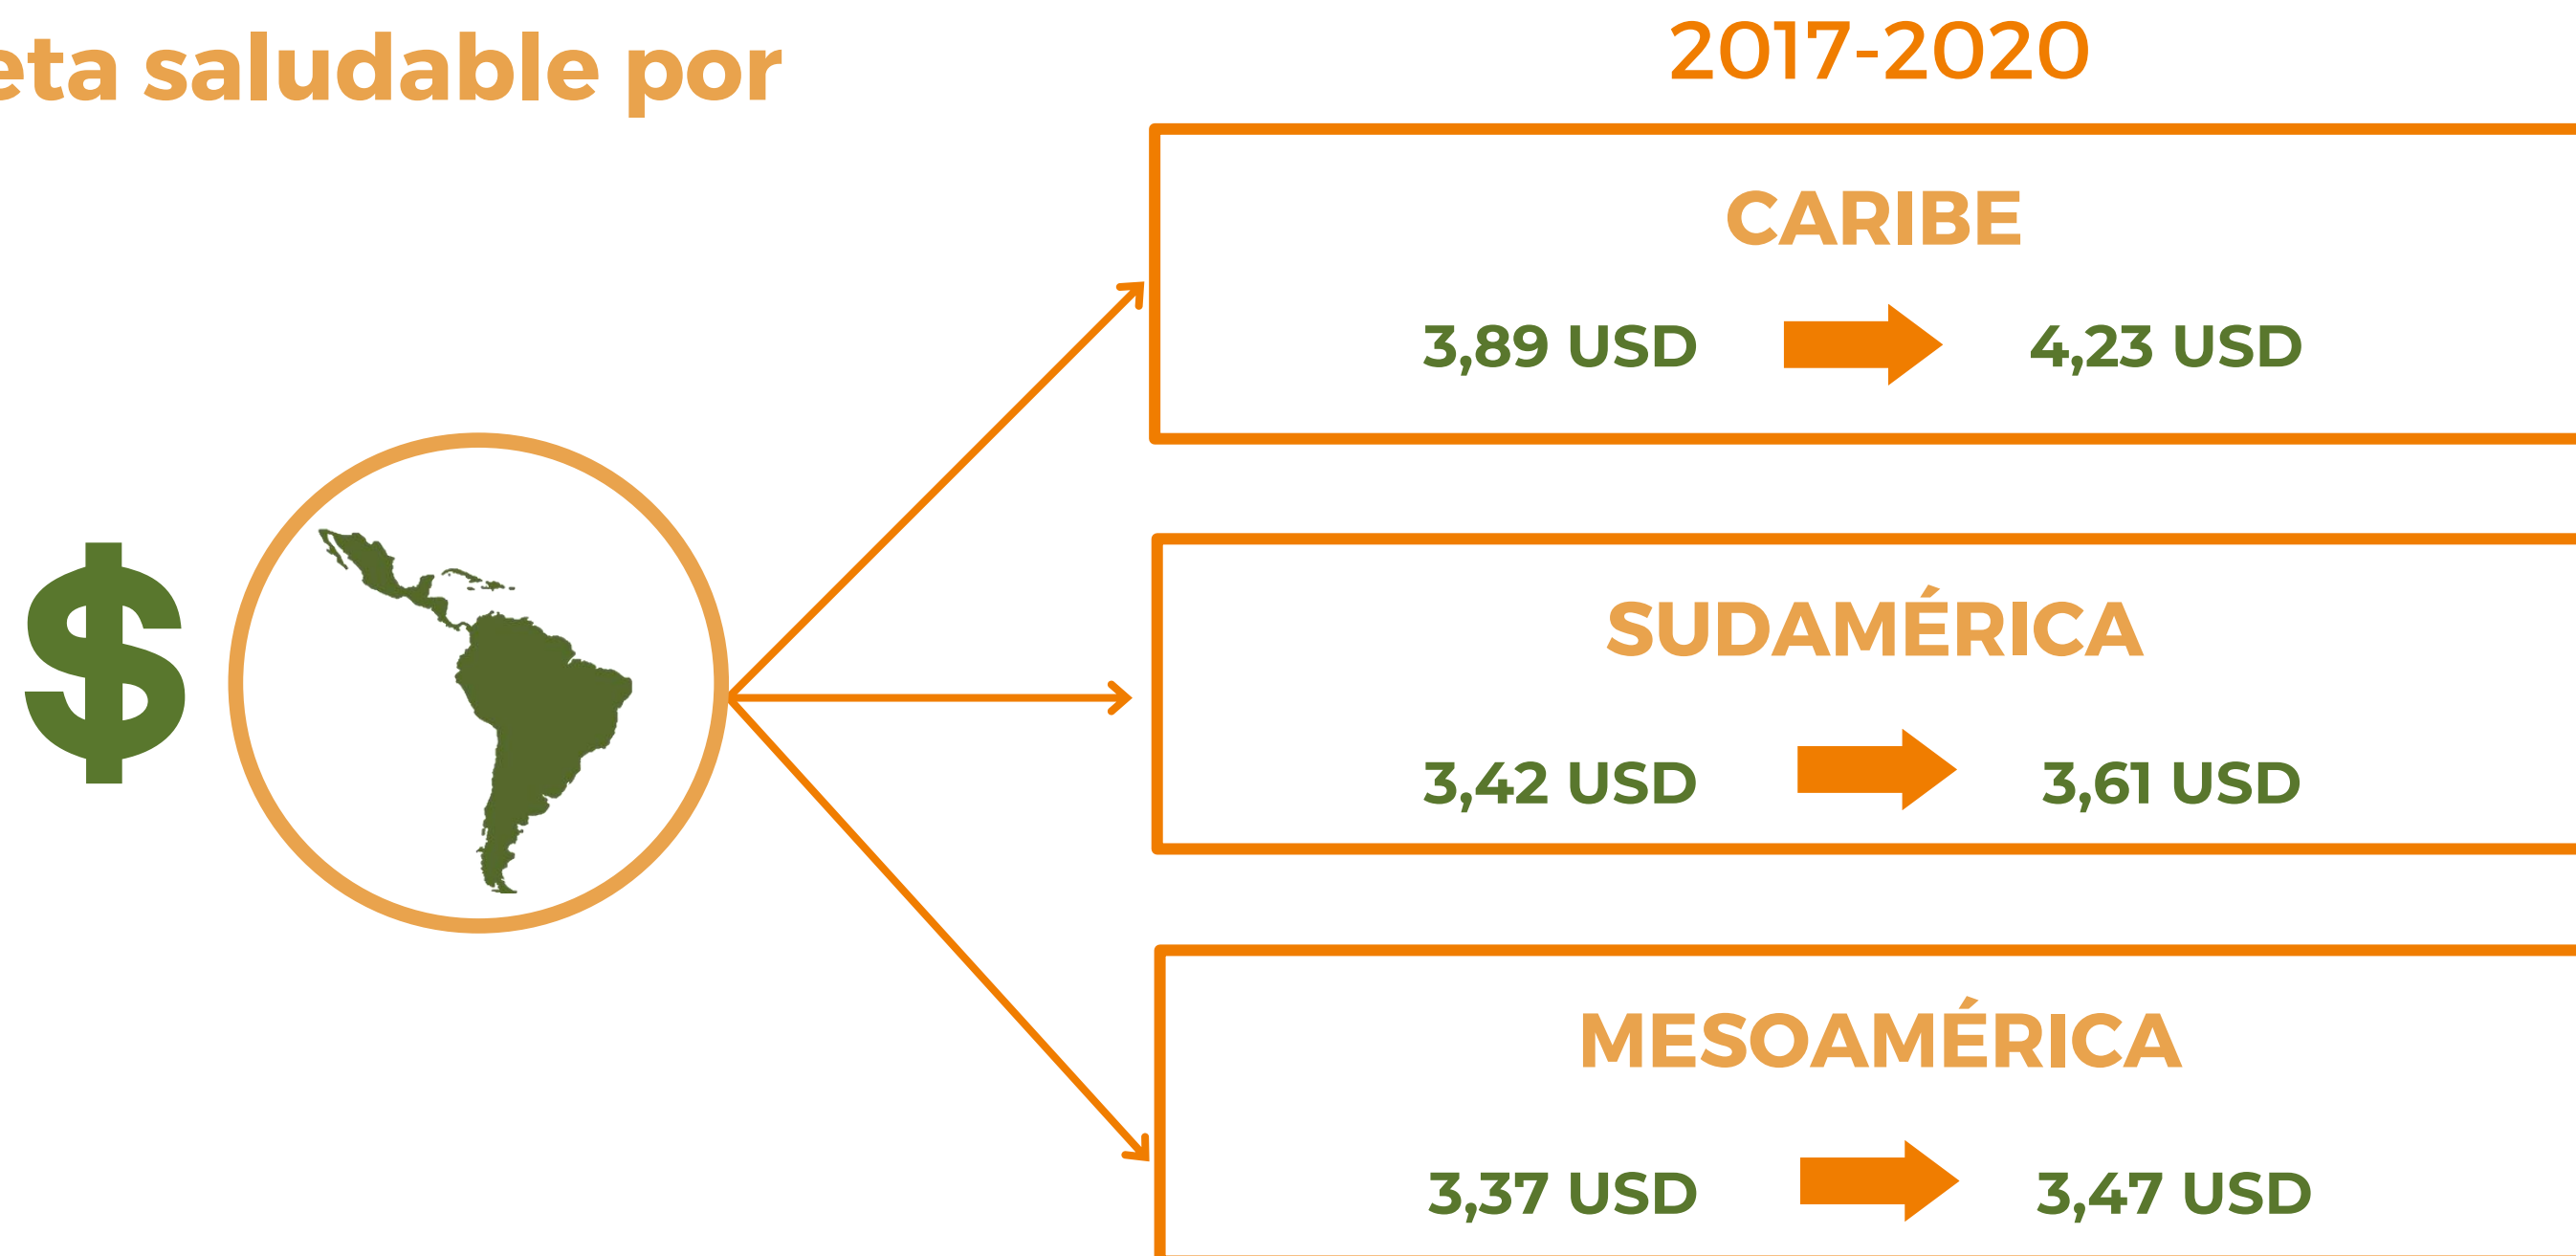 eta saludable por
2017-2020
CARIBE
3,89 USD 4,23 USD
$
SUDAMÉRICA
3,42 USD 3,61 USD
MESOAMÉRICA
3,37 USD 3,47 USD